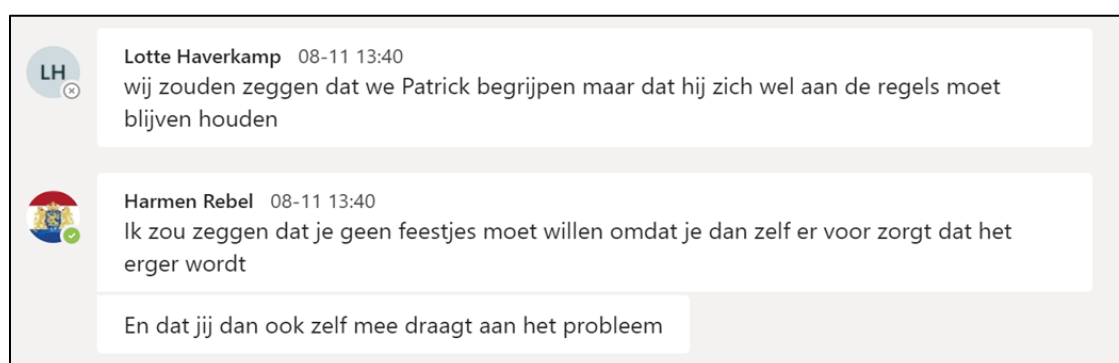 LH
Lotte Haverkamp 08-11 13:40
wij zouden zeggen dat we Patrick begrijpen maar dat hij zich wel aan de regels moet
blijven houden
Harmen Rebel 08-11 13:40
Ik zou zeggen dat je geen feestjes moet willen omdat je dan zelf er voor zorgt dat het
erger wordt
En dat jij dan ook zelf mee draagt aan het probleem